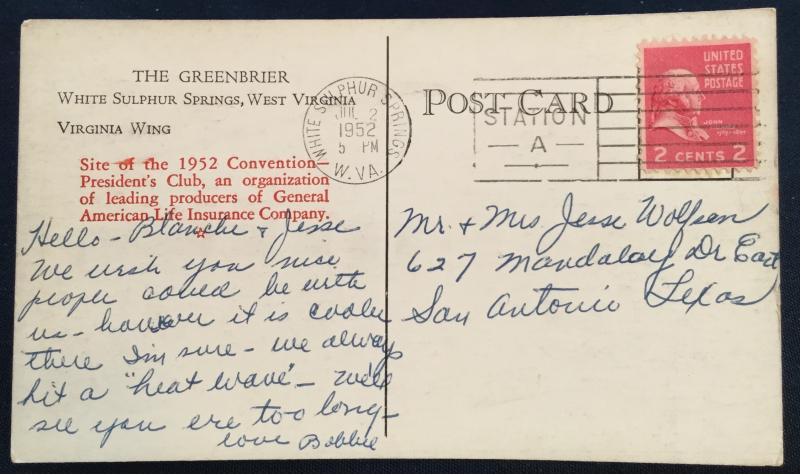 THE GREENBRIER
WHITE SULPHUR SPRINGS, WEST VIRGINIA
VIRGINIA WING
Site of the 1952 Convention—
President's Club, an organization
of leading producers of General
American Life Insurance Company.
Hello - Blanche & Jesse
We wish you nice
people could be with
us - however it is cooler
there I'm sure - we always
hit a "heat wave" - We'll
see you ere too long -
love Bobbie
WHITE SULPHUR SPRINGS
JUL 2
1952
5 PM
W. VA.
POST CARD
STATION
A
UNITED
STATES
POSTAGE
JOHN
2 CENTS 2
Mr. & Mrs Jesse Wolfson
627 Mandalay Dr East
San Antonio Texas